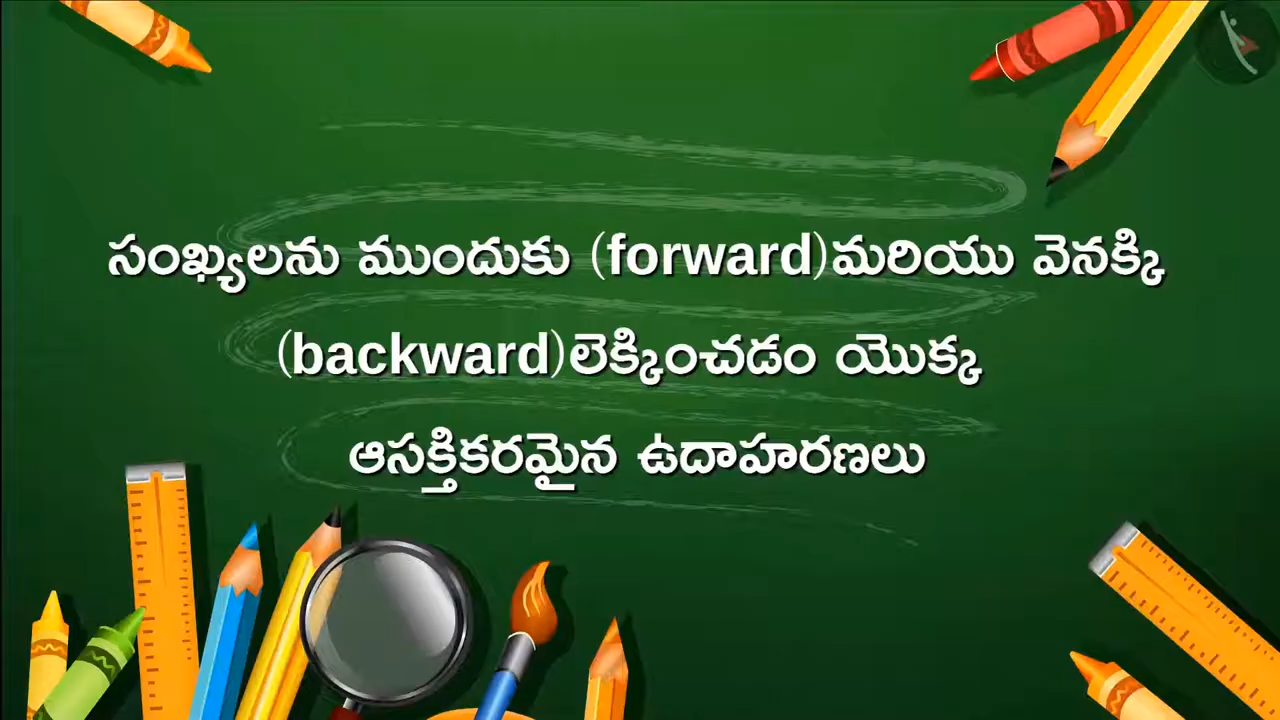 సంఖ్యలను ముందుకు (forward)మరియు వెనక్కి
(backward)లెక్కించడం యొక్క
ఆసక్తికరమైన ఉదాహరణలు